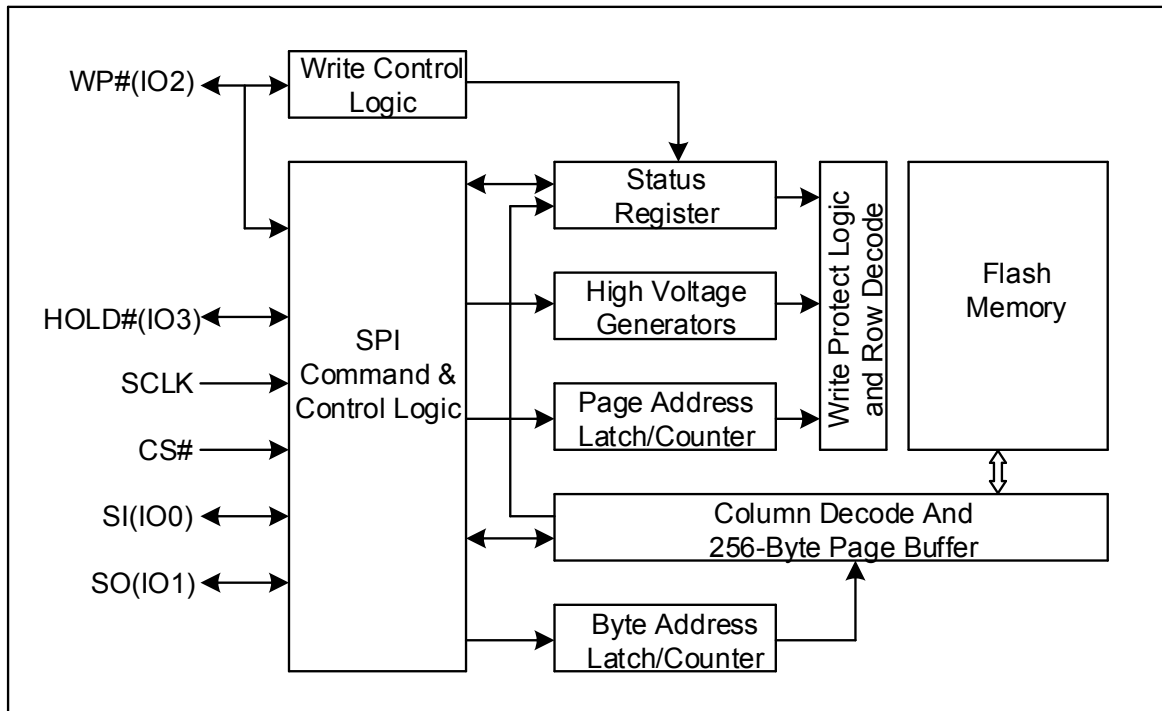 WP#(IO2)
Write Control
Logic
Status
Register
High Voltage
Generators
Page Address
Latch/Counter
Write Protect Logic
and Row Decode
Flash
Memory
HOLD#(IO3)
SCLK
CS#
SI(IO0)
SO(IO1)
SPI
Command &
Control Logic
Column Decode And
256-Byte Page Buffer
Byte Address
Latch/Counter